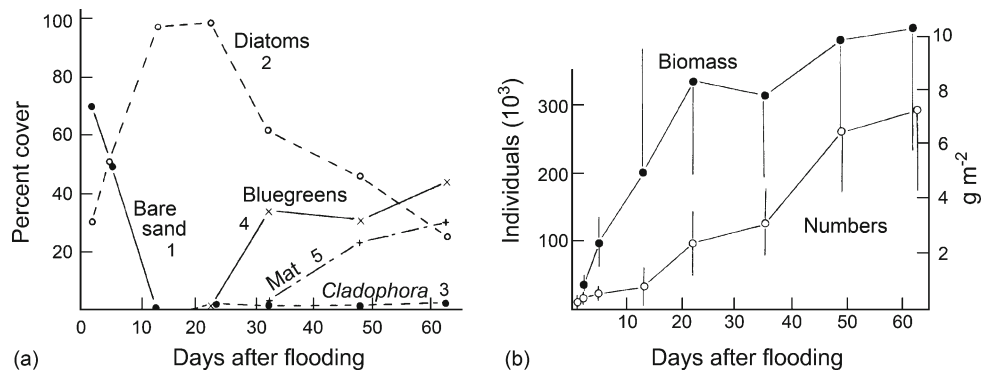 100
80
60
40
20
Percent cover
Diatoms
2
Bare
sand
1
Bluegreens
4
Mat 5
Cladophora 3
0 10 20 30 40 50 60
(a) Days after flooding
300
200
100
Individuals (10³)
Biomass
Numbers
10
8
6
4
2
g m⁻²
10 20 30 40 50 60
(b) Days after flooding